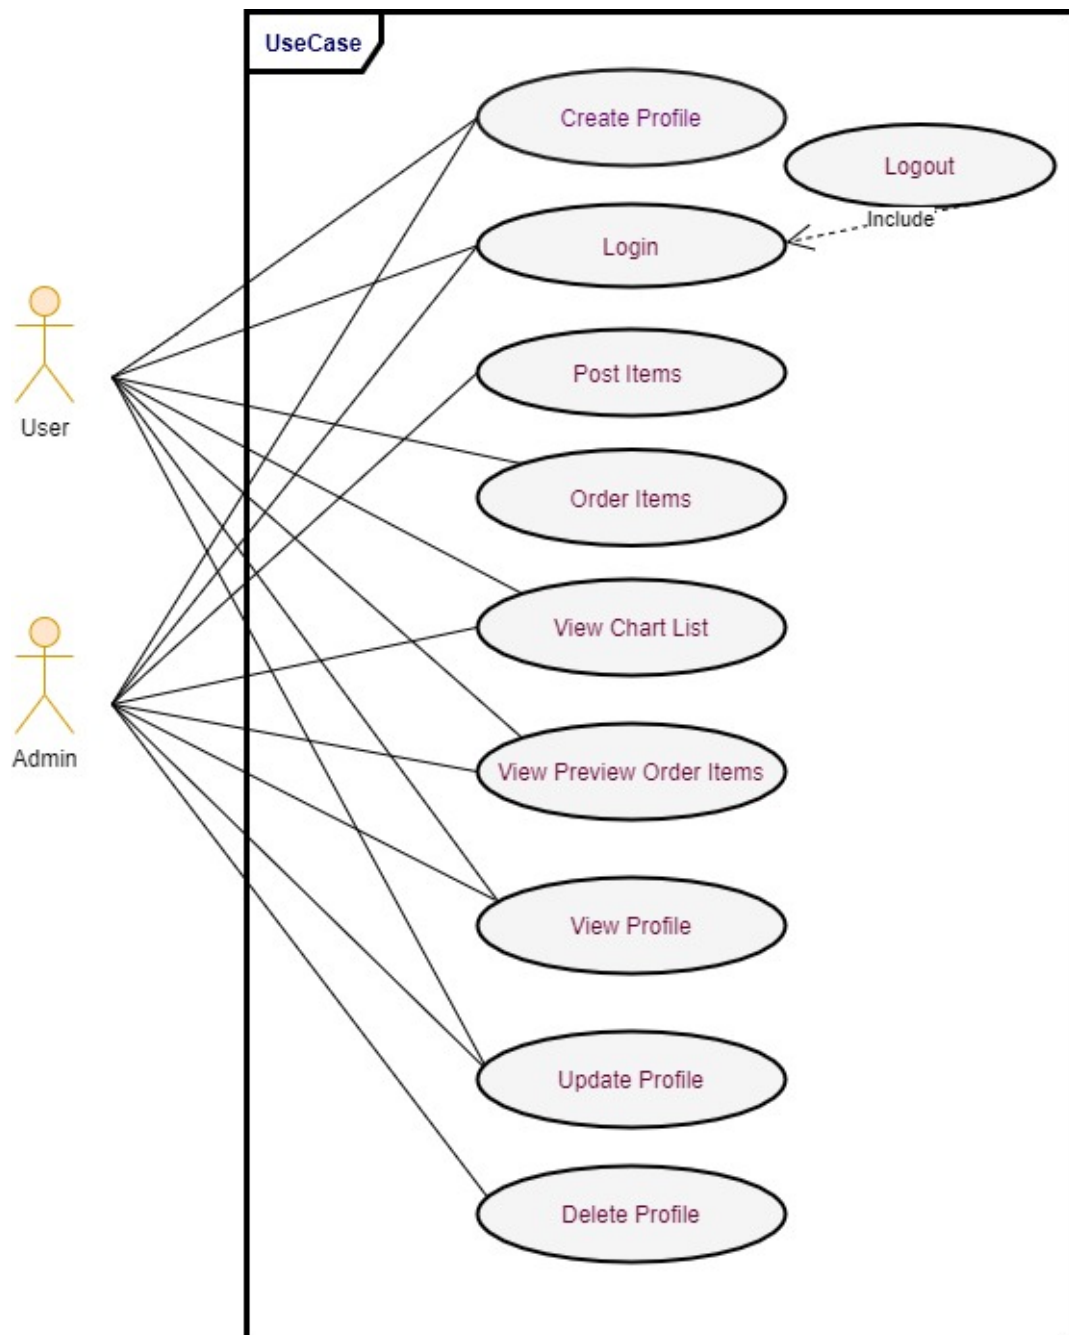 UseCase
Create Profile
Logout
Include
Login
Post Items
User
Order Items
View Chart List
Admin
View Preview Order Items
View Profile
Update Profile
Delete Profile